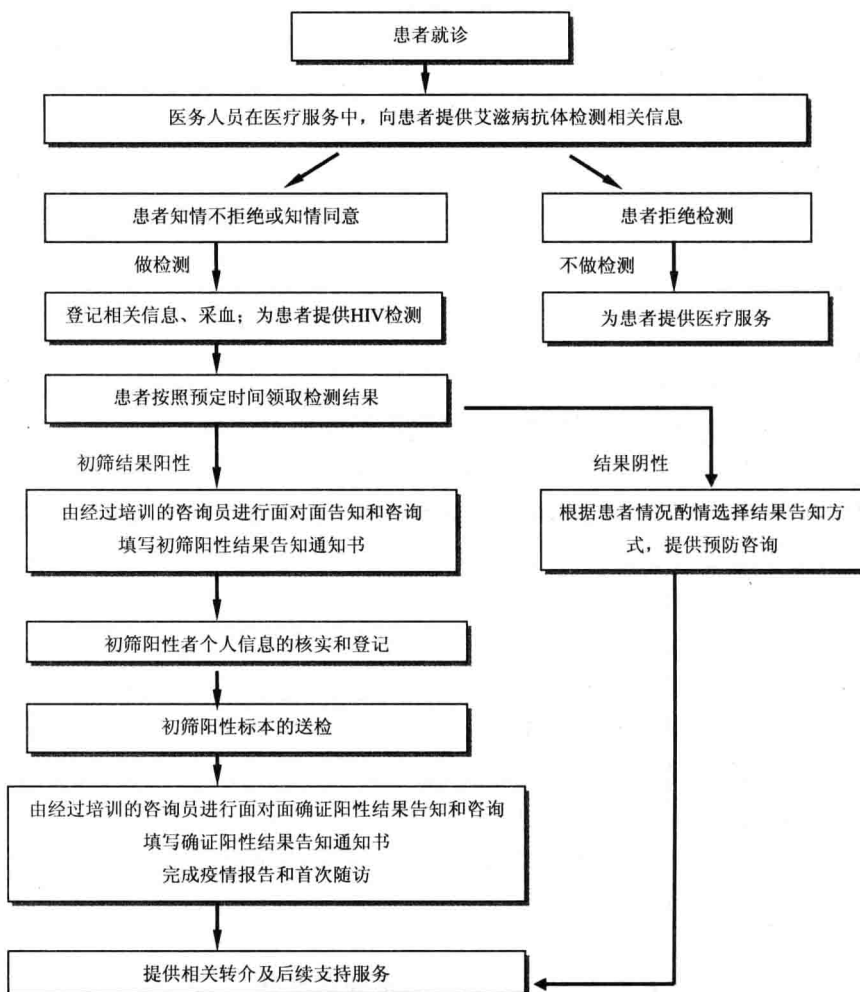 患者就诊
医务人员在医疗服务中，向患者提供艾滋病抗体检测相关信息
患者知情不拒绝或知情同意
患者拒绝检测
做检测
不做检测
登记相关信息、采血；为患者提供HIV检测
为患者提供医疗服务
患者按照预定时间领取检测结果
初筛结果阳性
结果阴性
由经过培训的咨询员进行面对面告知和咨询
填写初筛阳性结果告知通知书
根据患者情况酌情选择结果告知方
式，提供预防咨询
初筛阳性者个人信息的核实和登记
初筛阳性标本的送检
由经过培训的咨询员进行面对面确证阳性结果告知和咨询
填写确证阳性结果告知通知书
完成疫情报告和首次随访
提供相关转介及后续支持服务